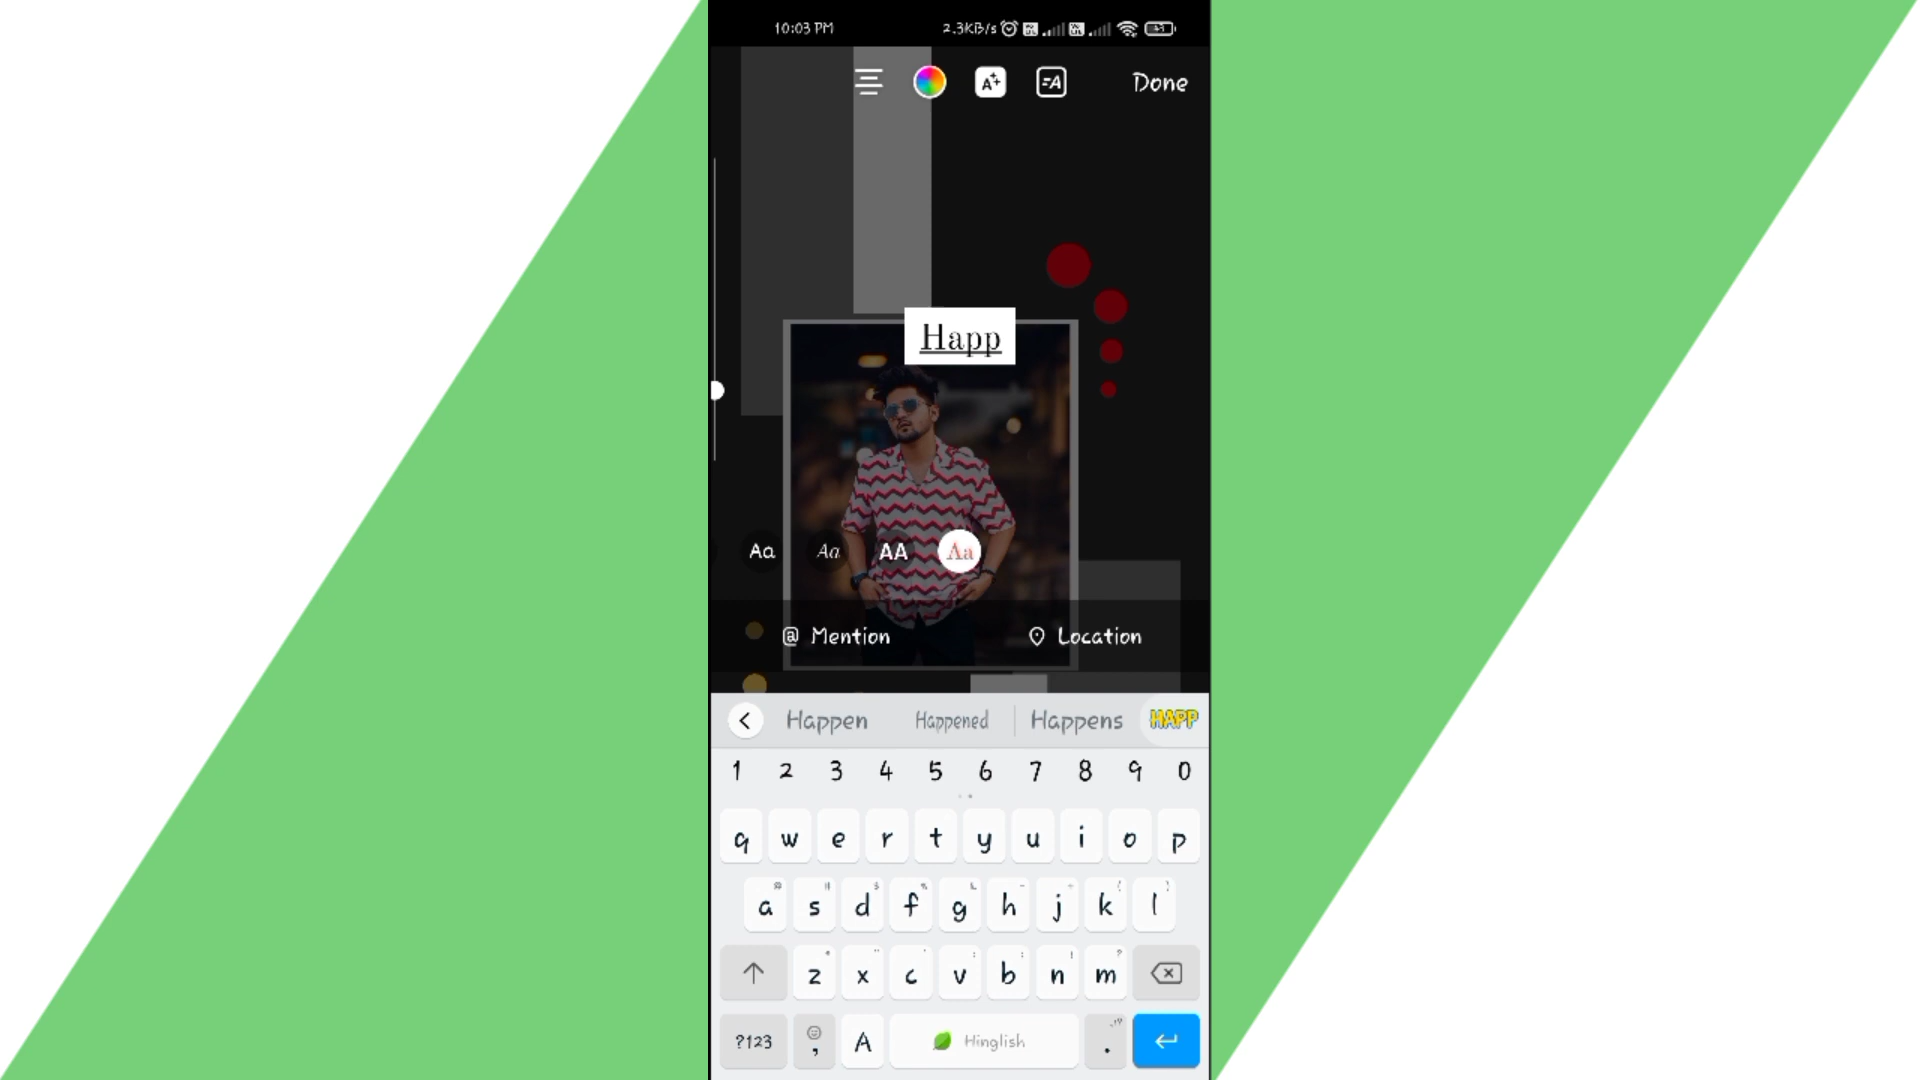 10:03 PM 2.3KB/s
A+ =A Done
Happ
Aa Aa AA Aa
@ Mention Location
Happen Happened Happens HAPP
1 2 3 4 5 6 7 8 9 0
q w e r t y u i o p
a s d f g h j k l
z x c v b n m
?123 , A Hinglish .